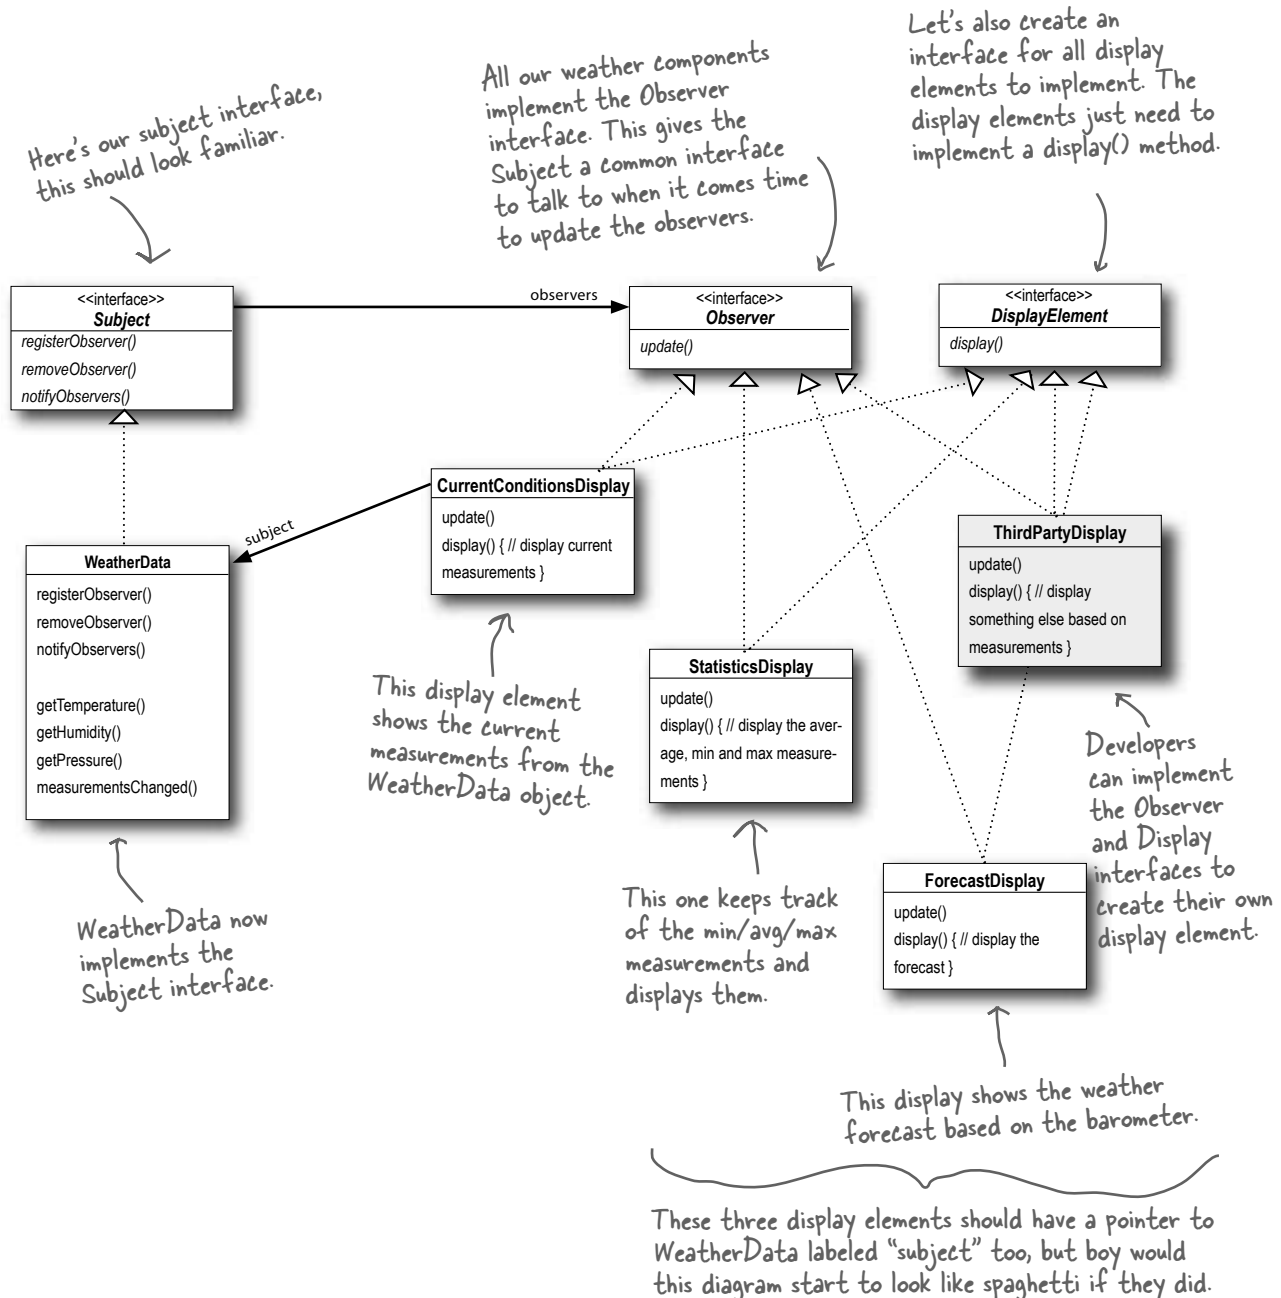 Here's our subject interface,
this should look familiar.
All our weather components
implement the Observer
interface. This gives the
Subject a common interface
to talk to when it comes time
to update the observers.
Let's also create an
interface for all display
elements to implement. The
display elements just need to
implement a display() method.
<<interface>>
Subject
registerObserver()
removeObserver()
notifyObservers()
observers
<<interface>>
Observer
update()
<<interface>>
DisplayElement
display()
subject
CurrentConditionsDisplay
update()
display() { // display current
measurements }
WeatherData
registerObserver()
removeObserver()
notifyObservers()
getTemperature()
getHumidity()
getPressure()
measurementsChanged()
ThirdPartyDisplay
update()
display() { // display
something else based on
measurements }
StatisticsDisplay
update()
display() { // display the aver-
age, min and max measure-
ments }
This display element
shows the current
measurements from the
WeatherData object.
Developers
can implement
the Observer
and Display
interfaces to
create their own
display element.
ForecastDisplay
update()
display() { // display the
forecast }
WeatherData now
implements the
Subject interface.
This one keeps track
of the min/avg/max
measurements and
displays them.
This display shows the weather
forecast based on the barometer.
These three display elements should have a pointer to
WeatherData labeled “subject” too, but boy would
this diagram start to look like spaghetti if they did.